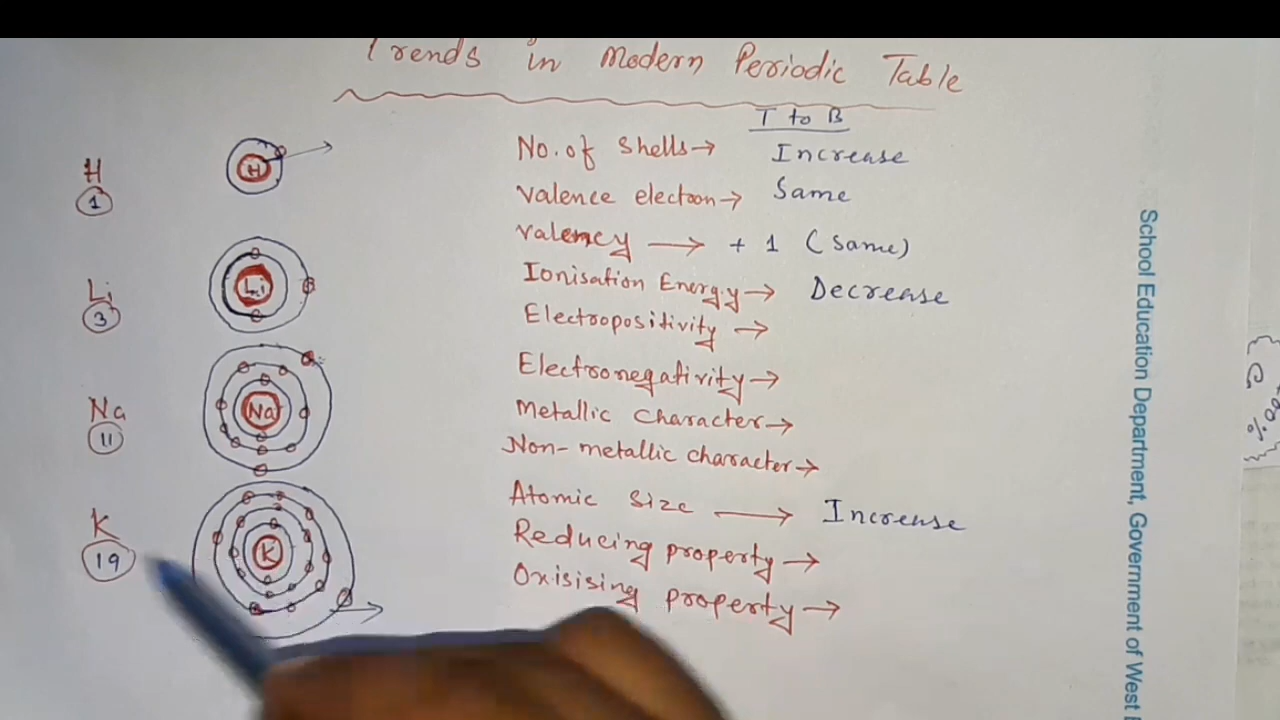 Trends in Modern Periodic Table
T to B
H
1
H
Li
3
Li
Na
11
Na
K
19
K
No. of Shells → Increase
Valence electron → Same
Valency → + 1 (Same)
Ionisation Energy → Decrease
Electropositivity →
Electronegativity →
Metallic Character →
Non-metallic character →
Atomic Size → Increase
Reducing property →
Oxisising property →
School Education Department, Government of West